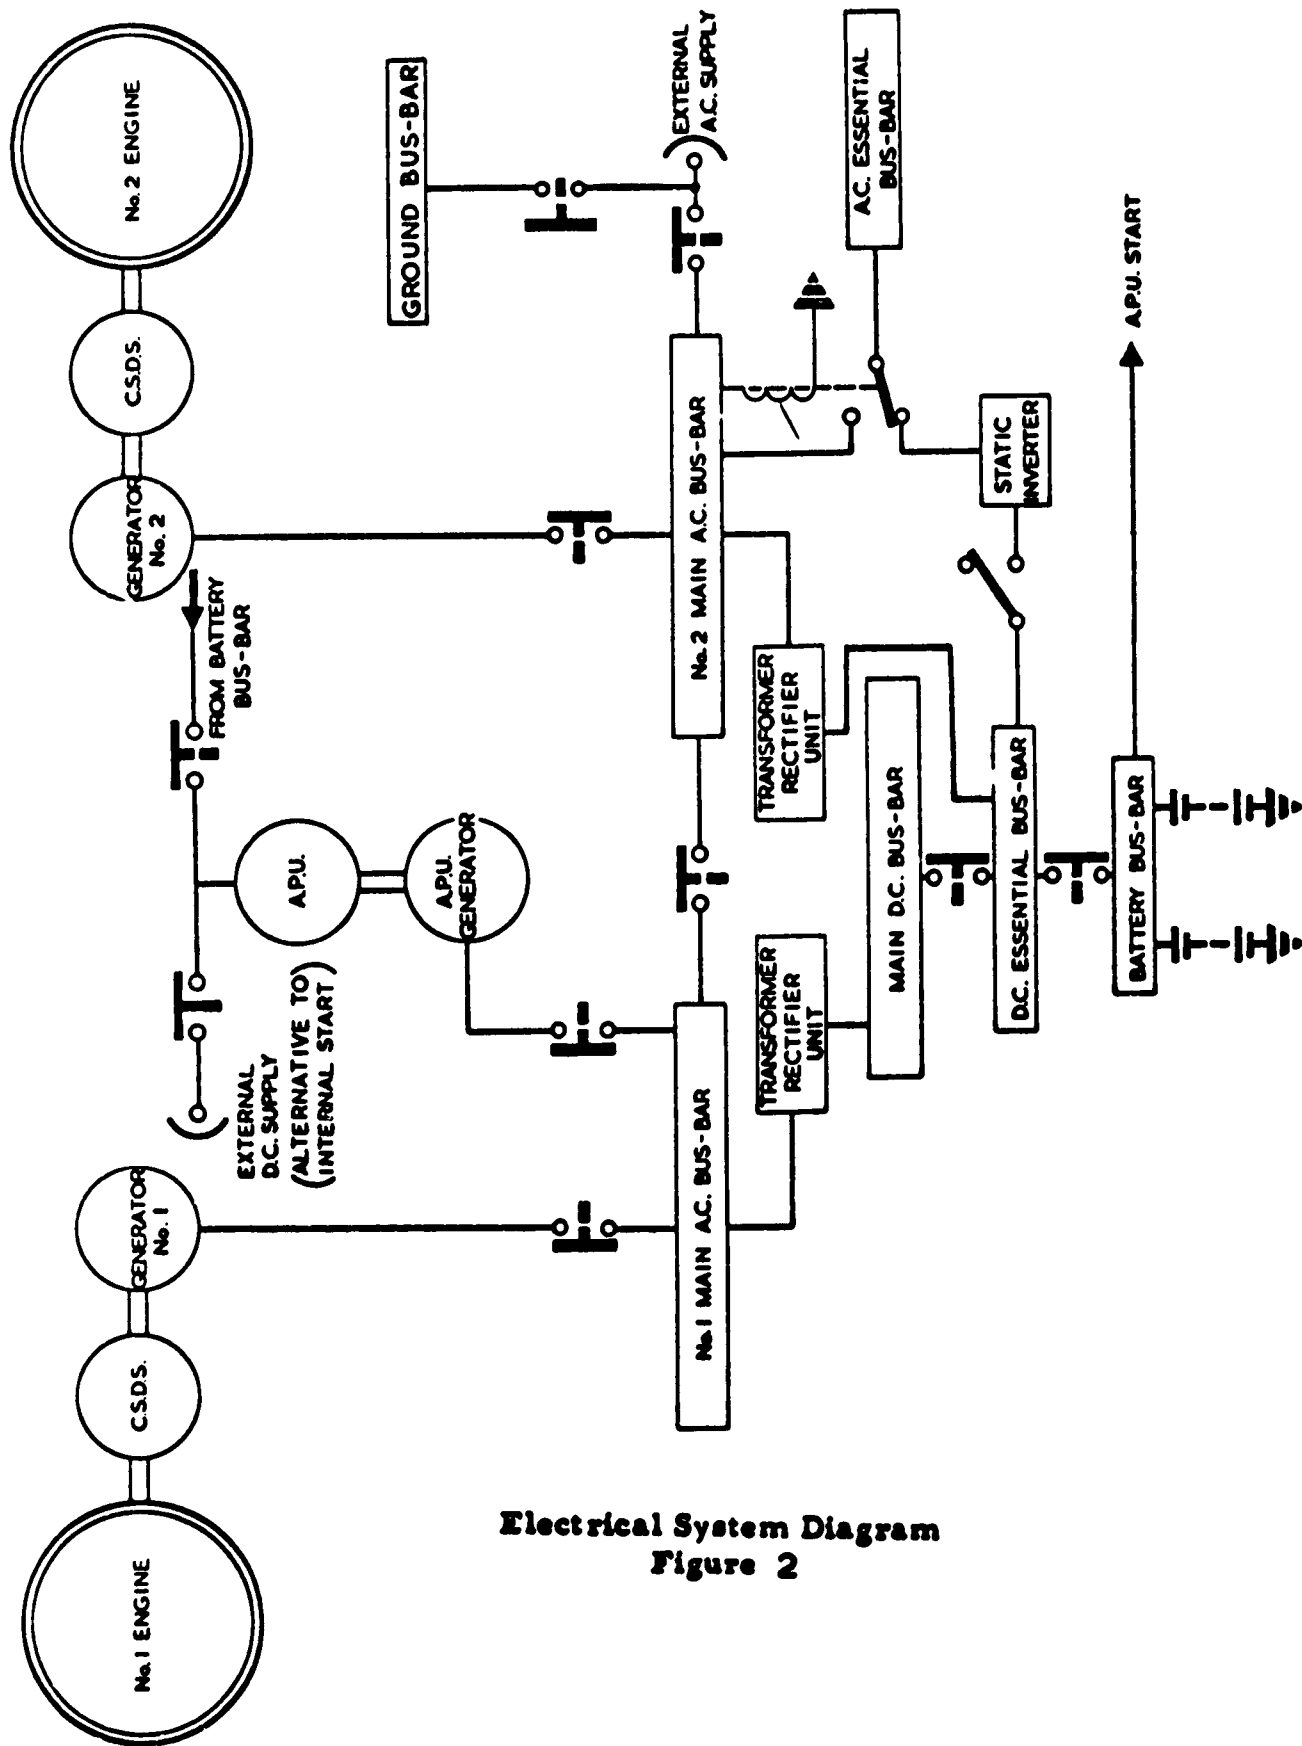 No. 1 ENGINE
C.S.D.S.
GENERATOR
No. 1
EXTERNAL
D.C. SUPPLY
(ALTERNATIVE TO)
(INTERNAL START)
A.P.U.
A.P.U.
GENERATOR
FROM BATTERY
BUS-BAR
GENERATOR
No. 2
C.S.D.S.
No. 2 ENGINE
GROUND BUS-BAR
EXTERNAL
A.C. SUPPLY
No. 1 MAIN A.C. BUS-BAR
No. 2 MAIN A.C. BUS-BAR
TRANSFORMER
RECTIFIER
UNIT
TRANSFORMER
RECTIFIER
UNIT
A.C. ESSENTIAL
BUS-BAR
MAIN D.C. BUS-BAR
STATIC
INVERTER
D.C. ESSENTIAL BUS-BAR
BATTERY BUS-BAR
A.P.U. START
Electrical System Diagram
Figure 2